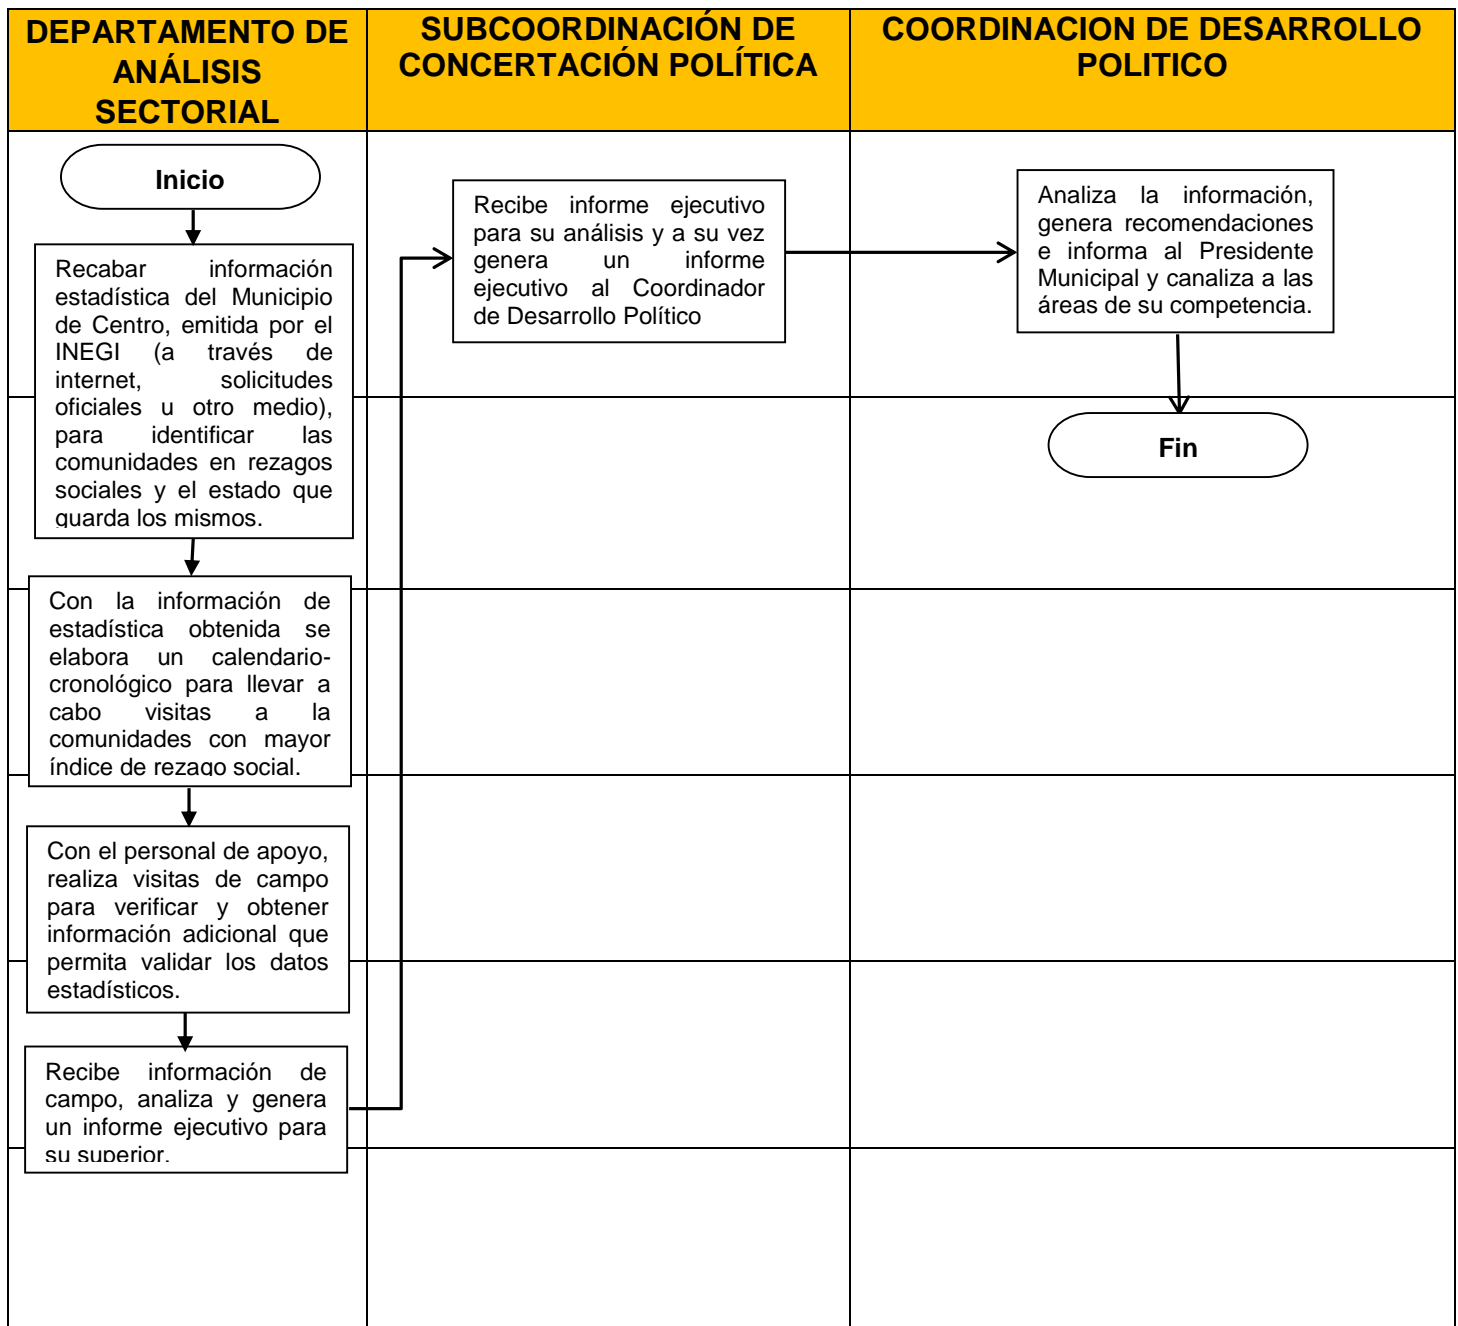 DEPARTAMENTO DE
ANÁLISIS
SECTORIAL
SUBCOORDINACIÓN DE
CONCERTACIÓN POLÍTICA
COORDINACION DE DESARROLLO
POLITICO
Inicio
Recabar información
estadística del Municipio
de Centro, emitida por el
INEGI (a través de
internet, solicitudes
oficiales u otro medio),
para identificar las
comunidades en rezagos
sociales y el estado que
guarda los mismos.
Con la información de
estadística obtenida se
elabora un calendario-
cronológico para llevar a
cabo visitas a la
comunidades con mayor
índice de rezago social.
Con el personal de apoyo,
realiza visitas de campo
para verificar y obtener
información adicional que
permita validar los datos
estadísticos.
Recibe información de
campo, analiza y genera
un informe ejecutivo para
su superior.
Recibe informe ejecutivo
para su análisis y a su vez
genera un informe
ejecutivo al Coordinador
de Desarrollo Político
Analiza la información,
genera recomendaciones
e informa al Presidente
Municipal y canaliza a las
áreas de su competencia.
Fin